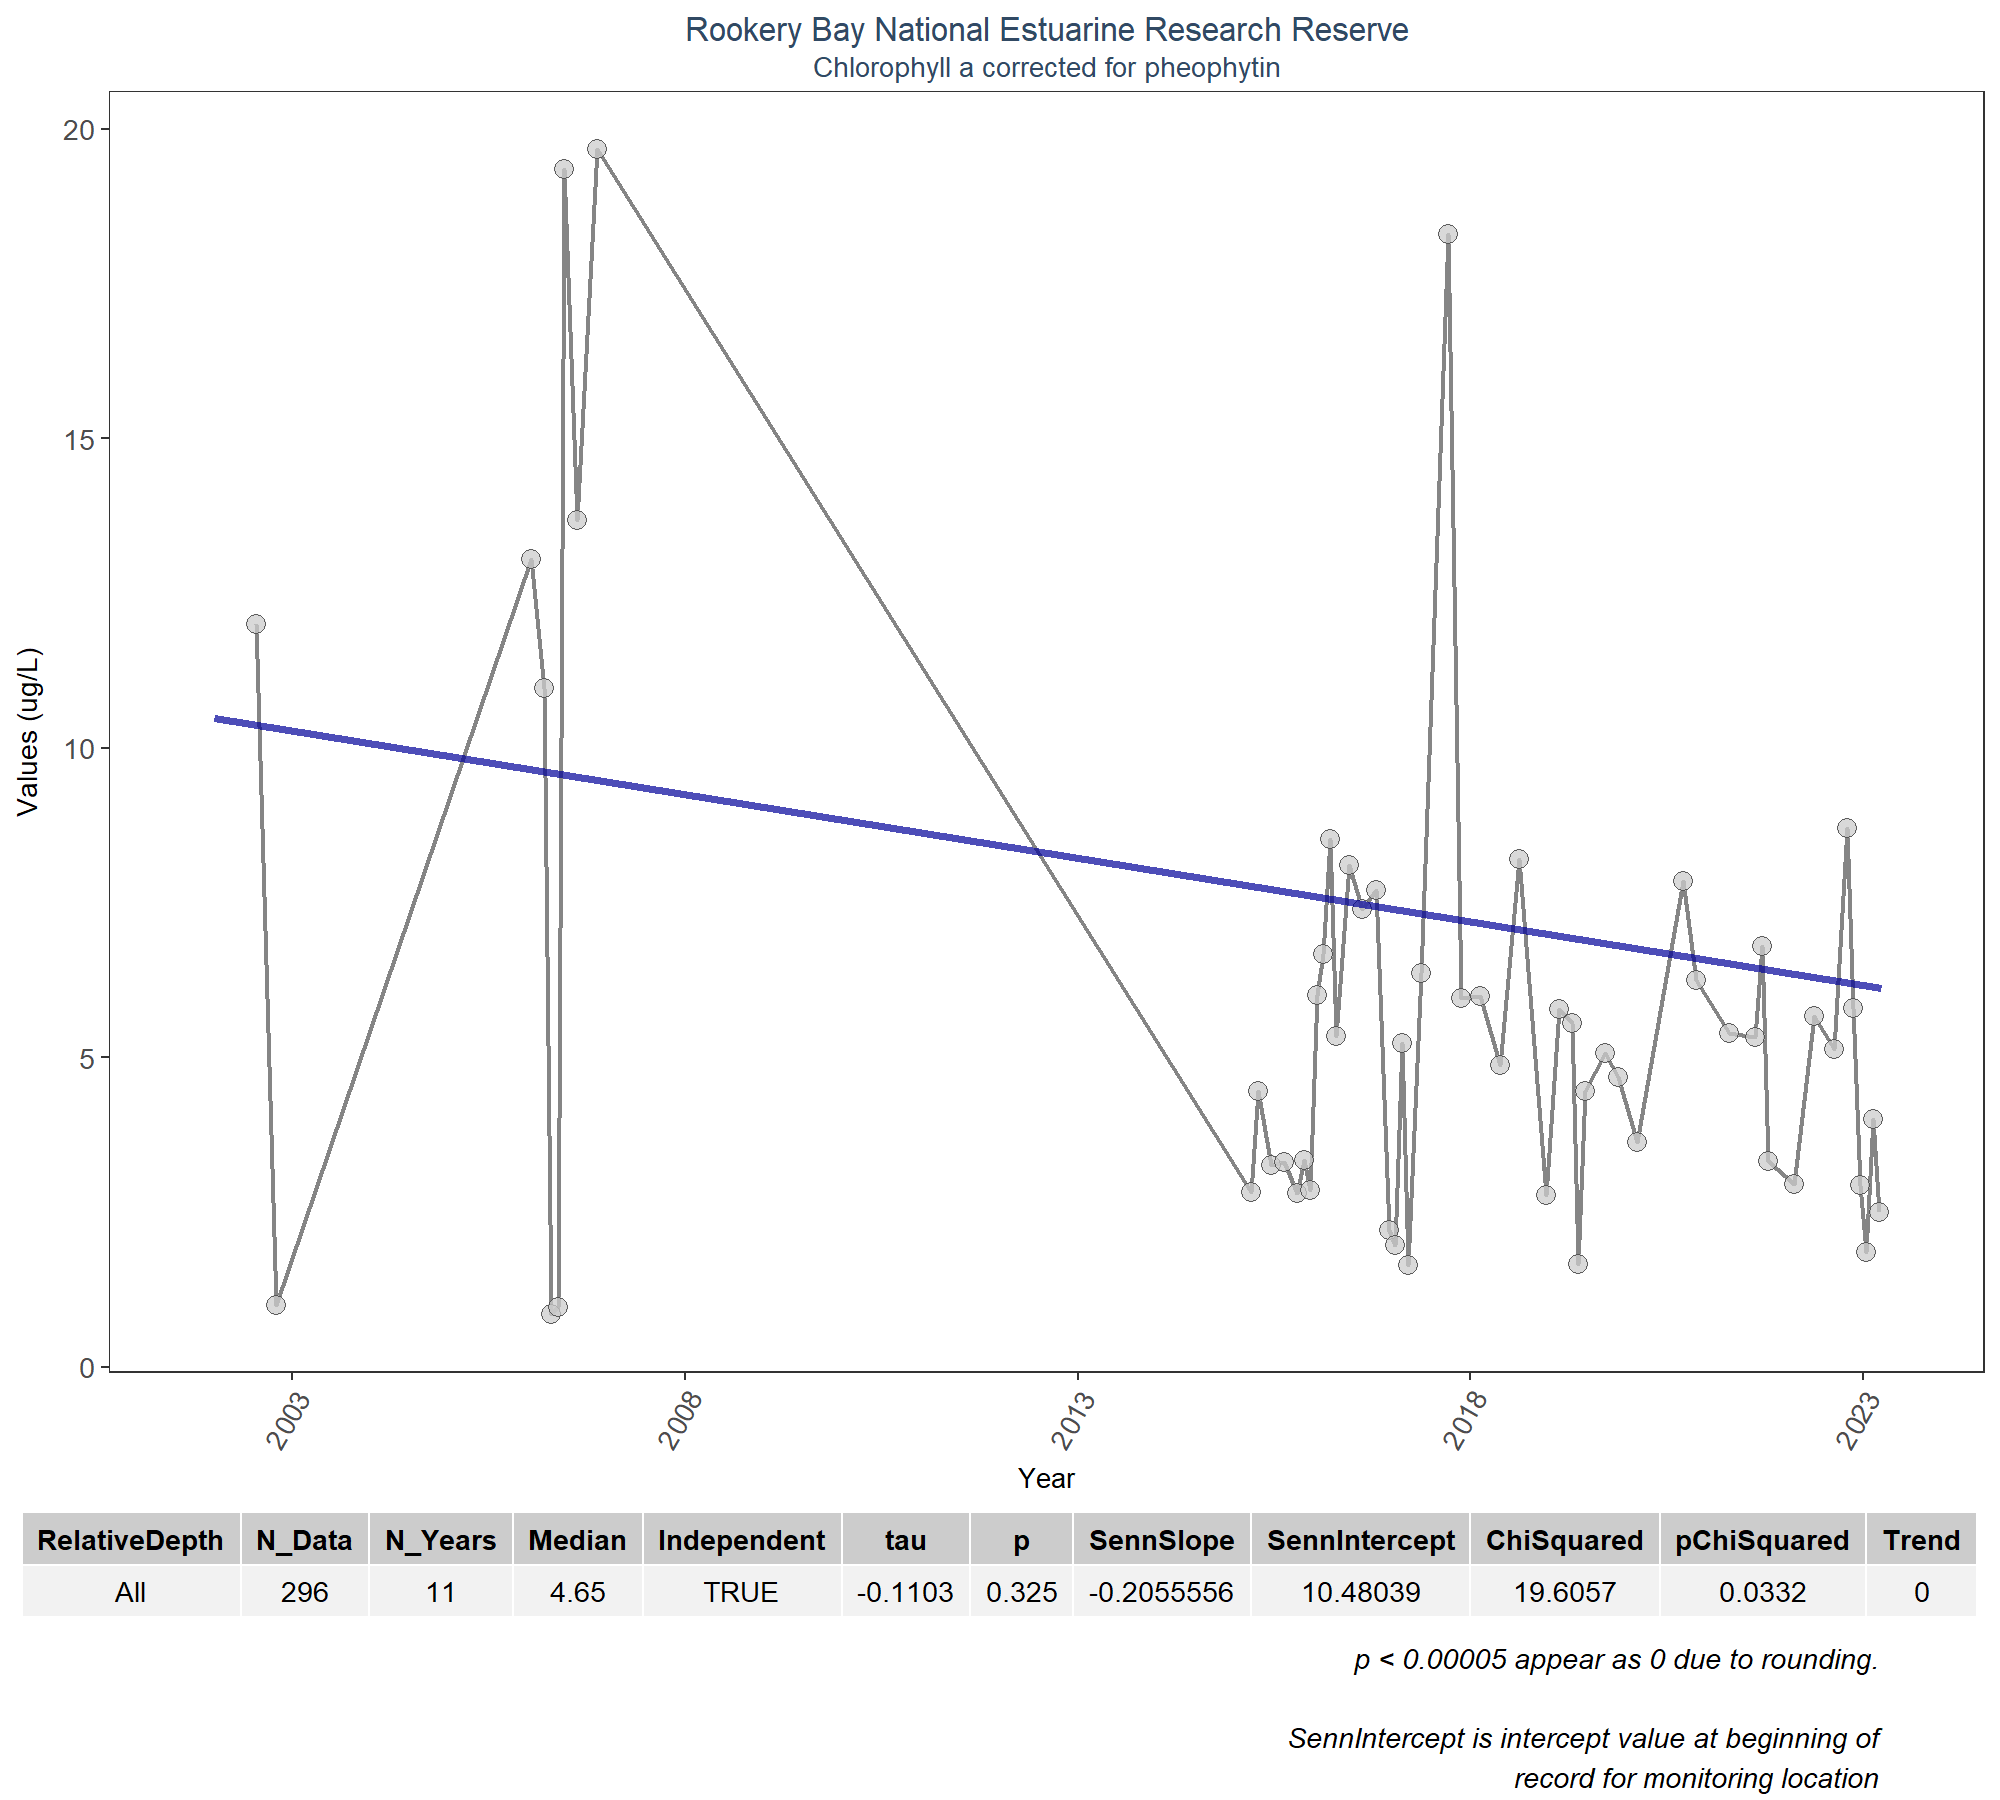 Rookery Bay National Estuarine Research Reserve
Chlorophyll a corrected for pheophytin
20
15
10
5
0
Values (ug/L)
2003
2008
2013
2018
2023
Year
RelativeDepth N_Data N_Years Median Independent tau p SennSlope SennIntercept ChiSquared pChiSquared Trend
All 296 11 4.65 TRUE -0.1103 0.325 -0.2055556 10.48039 19.6057 0.0332 0
p < 0.00005 appear as 0 due to rounding.
SennIntercept is intercept value at beginning of
record for monitoring location